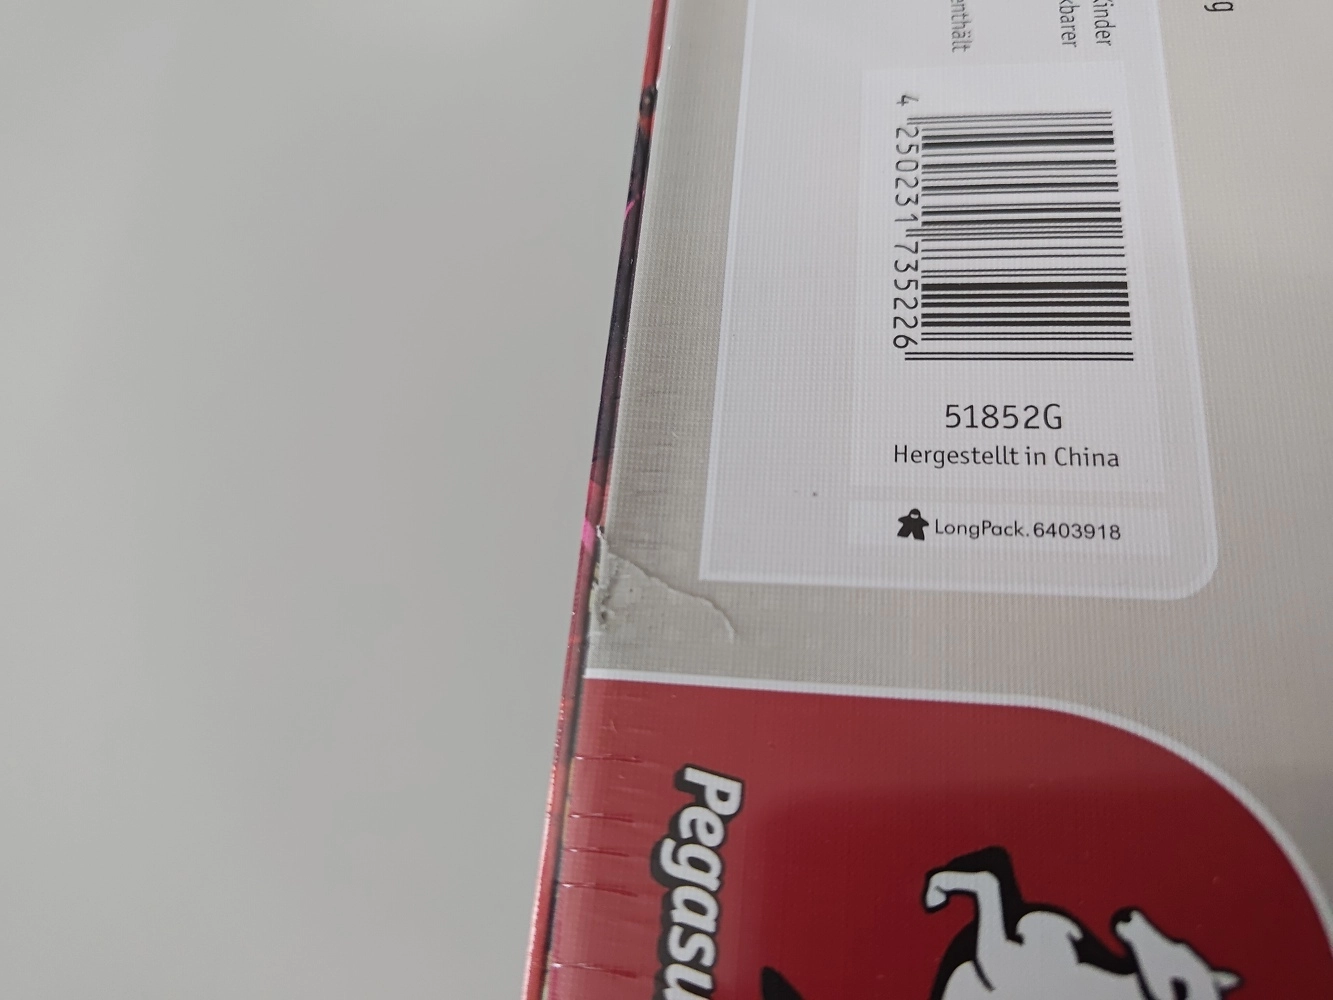 g
Kinder
kbarer
enthält
4 250231 735226
51852G
Hergestellt in China
LongPack.6403918
Pegasu